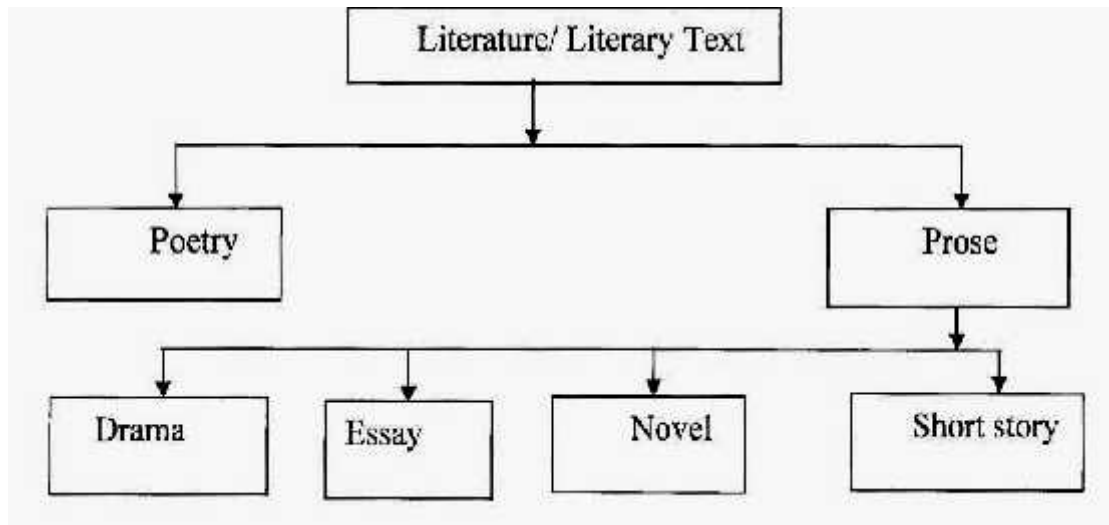 Literature/ Literary Text
Poetry
Prose
Drama
Essay
Novel
Short story